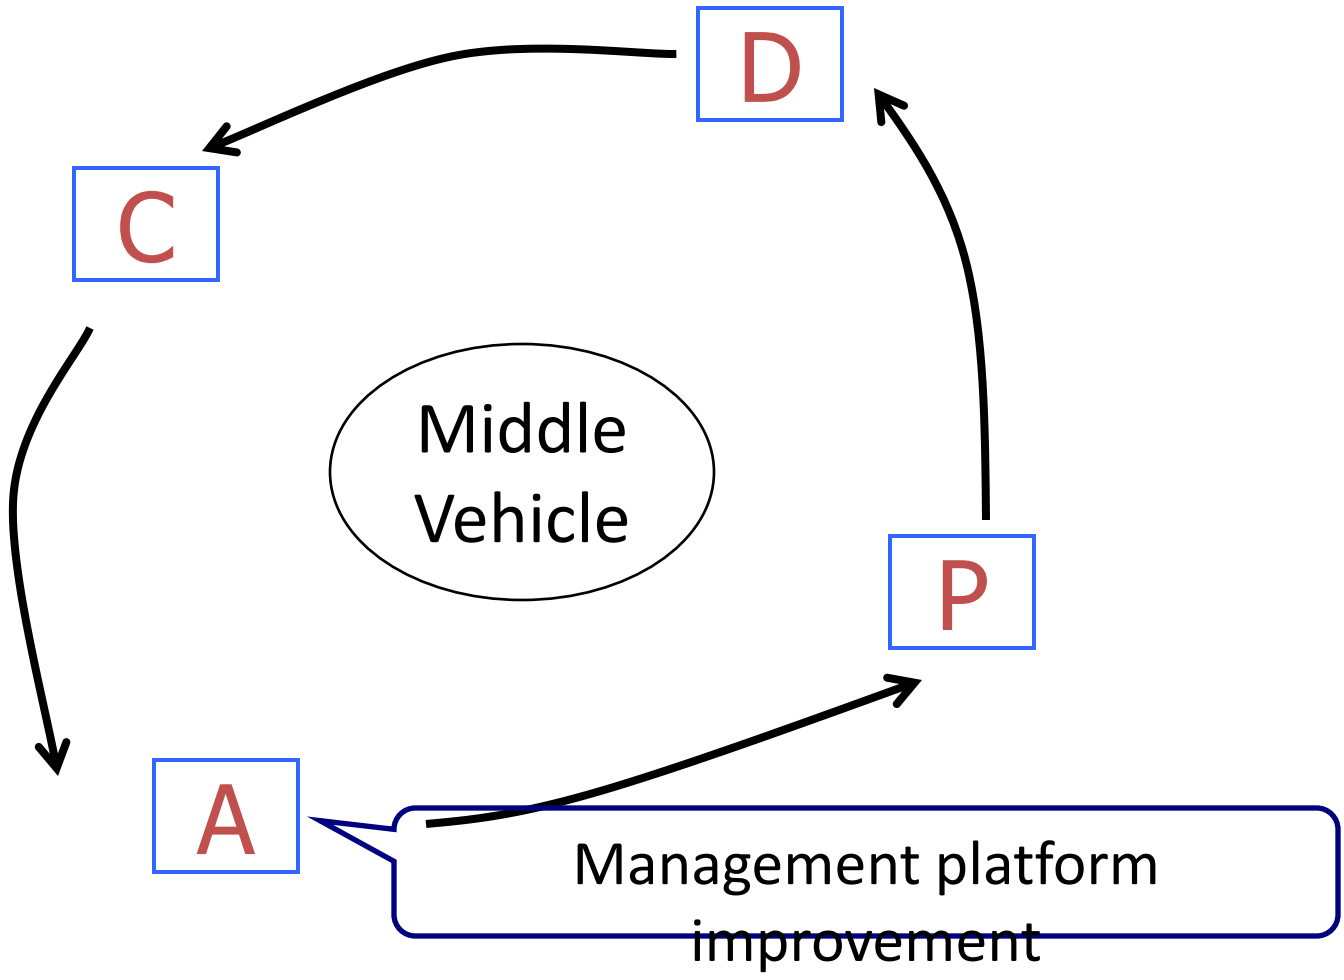 D
C
Middle
Vehicle
P
A
Management platform
improvement